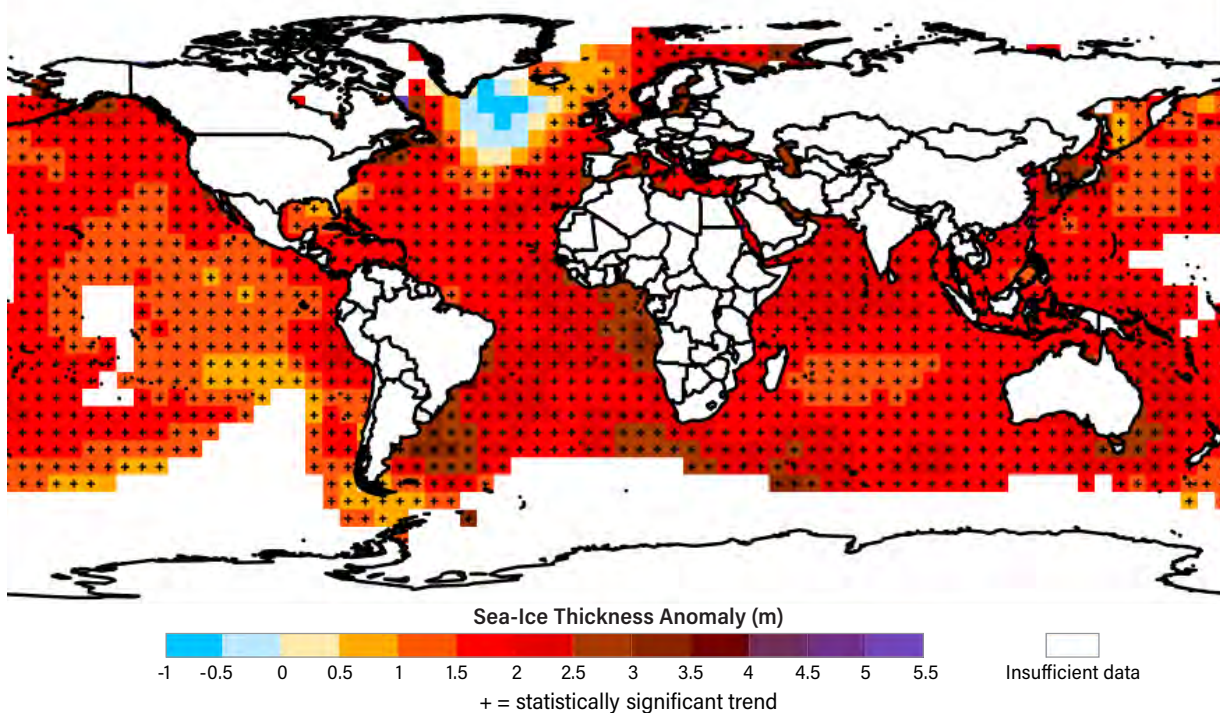 Sea-Ice Thickness Anomaly (m)
-1 -0.5 0 0.5 1 1.5 2 2.5 3 3.5 4 4.5 5 5.5
Insufficient data
+ = statistically significant trend